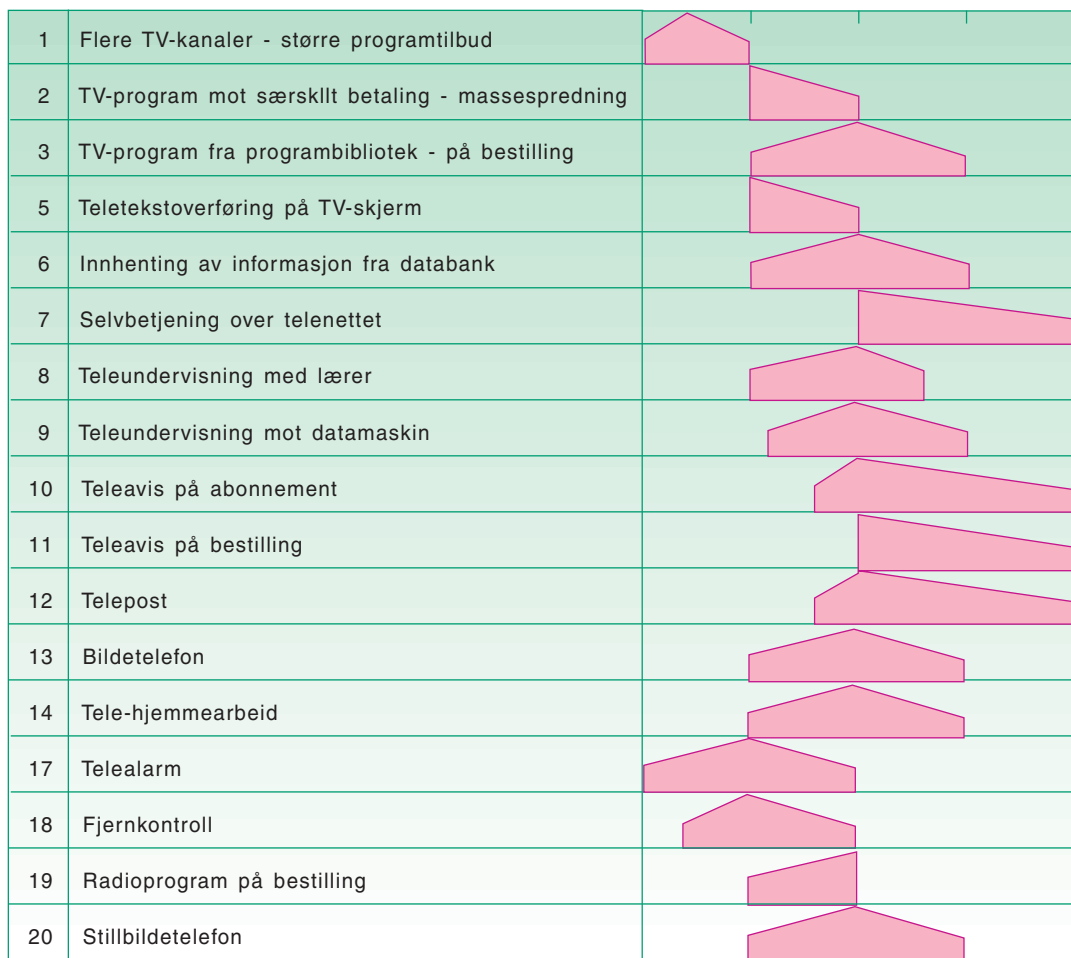 1 Flere TV-kanaler - større programtilbud
2 TV-program mot særskllt betaling - massespredning
3 TV-program fra programbibliotek - på bestilling
5 Teletekstoverføring på TV-skjerm
6 Innhenting av informasjon fra databank
7 Selvbetjening over telenettet
8 Teleundervisning med lærer
9 Teleundervisning mot datamaskin
10 Teleavis på abonnement
11 Teleavis på bestilling
12 Telepost
13 Bildetelefon
14 Tele-hjemmearbeid
17 Telealarm
18 Fjernkontroll
19 Radioprogram på bestilling
20 Stillbildetelefon